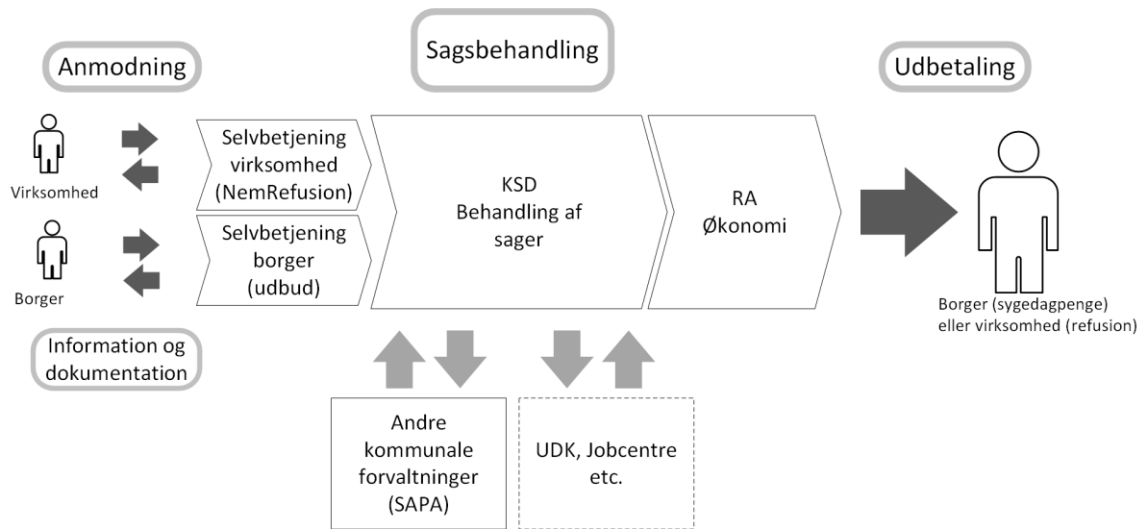 Anmodning
Sagsbehandling
Udbetaling
Virksomhed
Borger
Information og
dokumentation
Selvbetjening
virksomhed
(NemRefusion)
Selvbetjening
borger
(udbud)
KSD
Behandling af
sager
RA
Økonomi
Borger (sygedagpenge)
eller virksomhed (refusion)
Andre
kommunale
forvaltninger
(SAPA)
UDK, Jobcentre
etc.